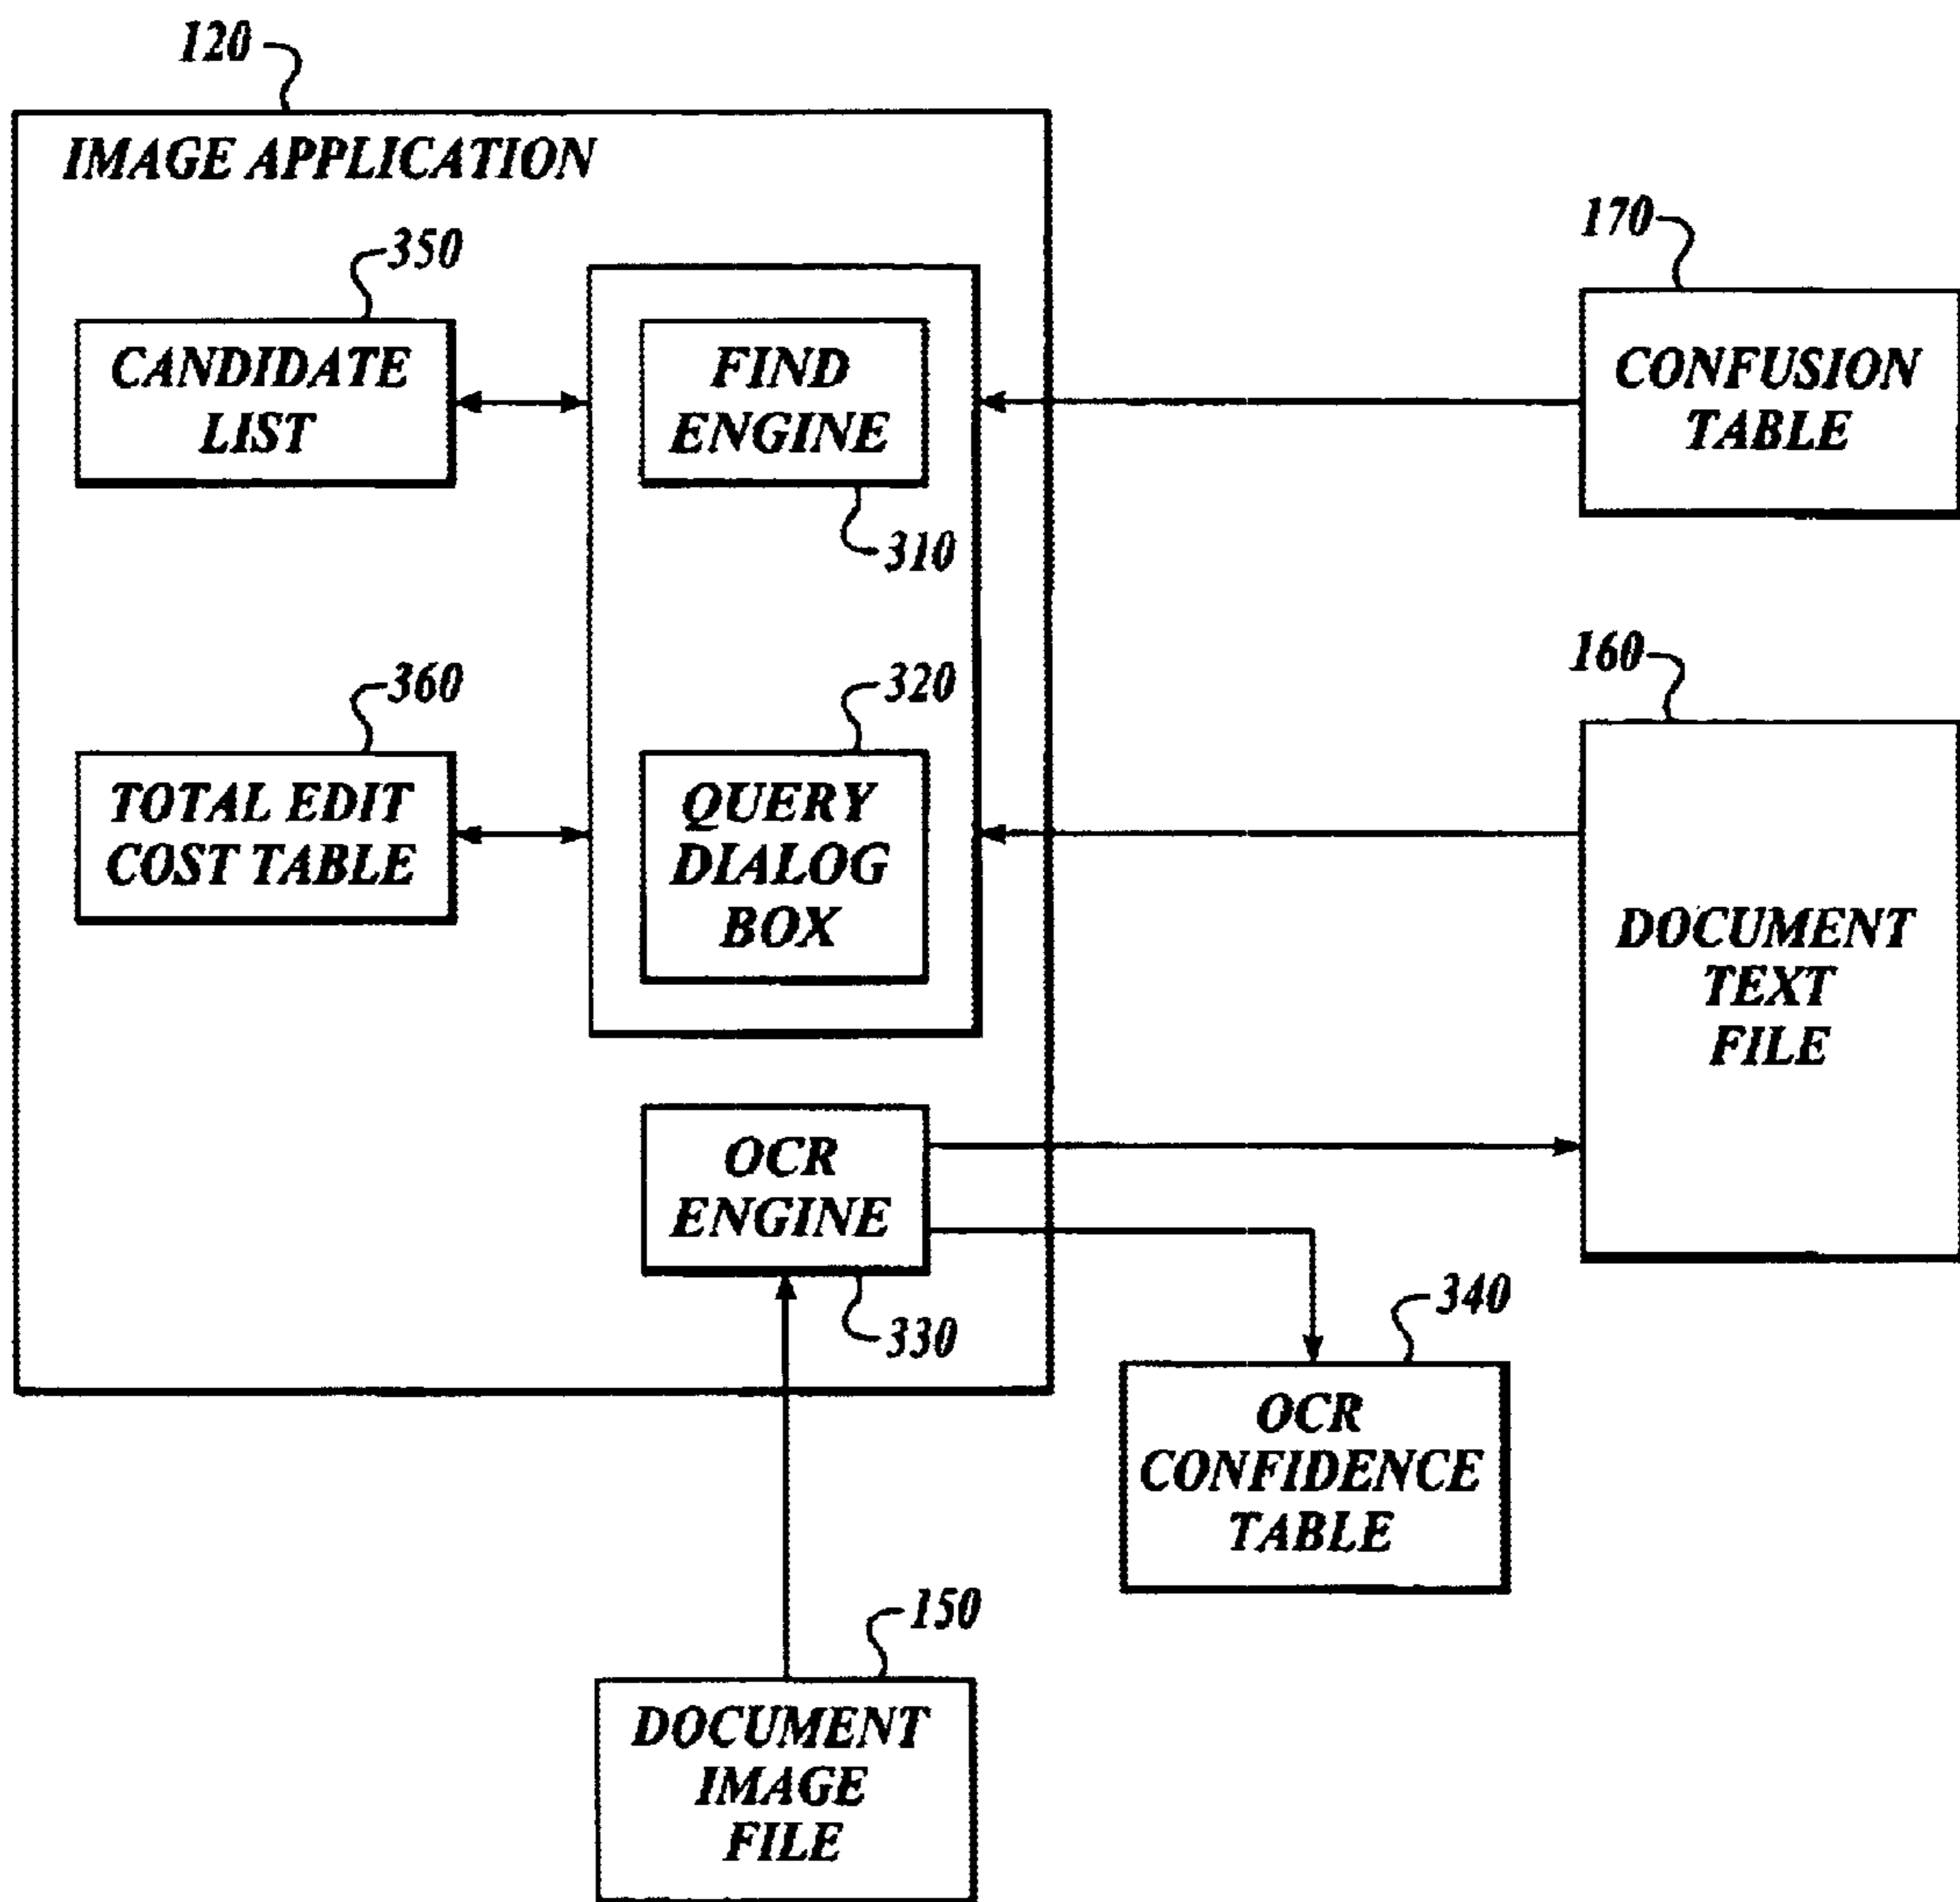 120
IMAGE APPLICATION
350
CANDIDATE
LIST
FIND
ENGINE
310
170
CONFUSION
TABLE
360
TOTAL EDIT
COST TABLE
320
QUERY
DIALOG
BOX
160
DOCUMENT
TEXT
FILE
OCR
ENGINE
330
340
OCR
CONFIDENCE
TABLE
150
DOCUMENT
IMAGE
FILE